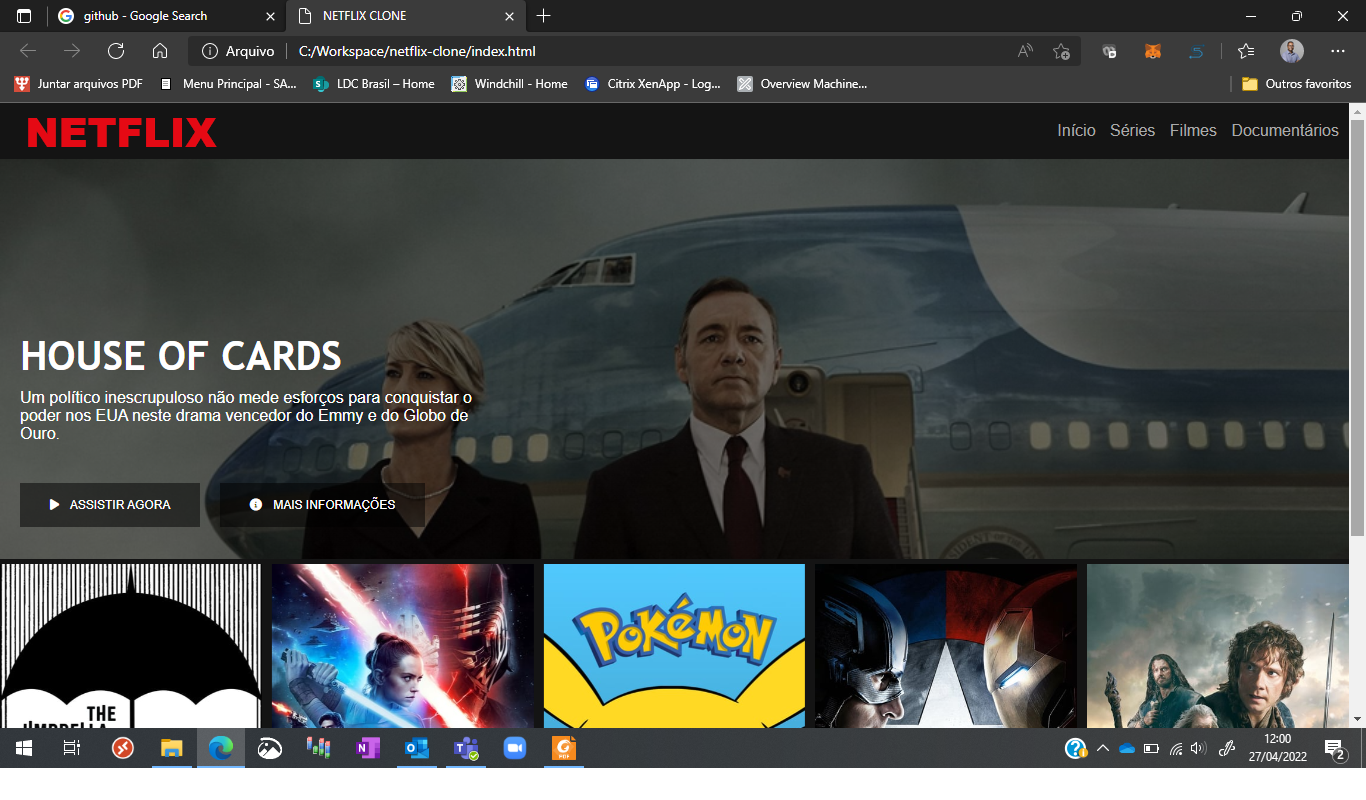 github - Google Search
NETFLIX CLONE
Arquivo
C:/Workspace/netflix-clone/index.html
Juntar arquivos PDF
Menu Principal - SA...
LDC Brasil – Home
Windchill - Home
Citrix XenApp - Log...
Overview Machine...
Outros favoritos
NETFLIX
Início
Séries
Filmes
Documentários
HOUSE OF CARDS
Um político inescrupuloso não mede esforços para conquistar o
poder nos EUA neste drama vencedor do Emmy e do Globo de
Ouro.
ASSISTIR AGORA
MAIS INFORMAÇÕES
POKéMON
THE
UMBRELLA
12:00
27/04/2022
2